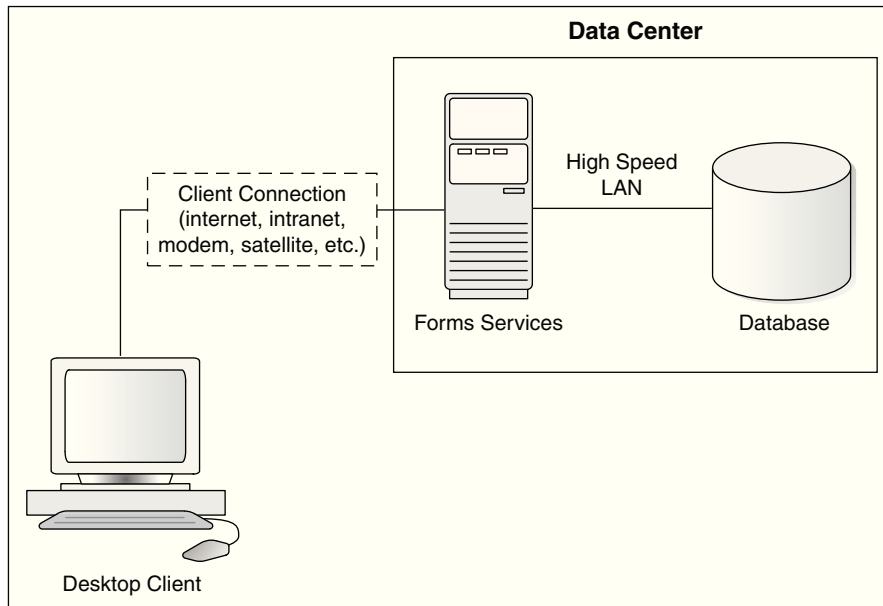 Data Center
High Speed
LAN
Client Connection
(internet, intranet,
modem, satellite, etc.)
Forms Services
Database
Desktop Client